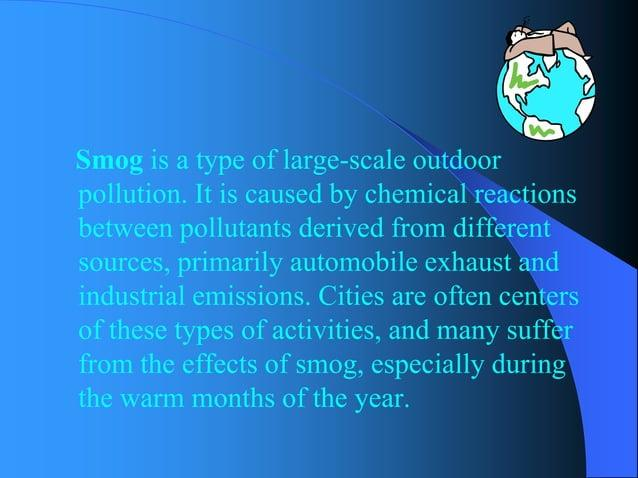 Smog is a type of large-scale outdoor
pollution. It is caused by chemical reactions
between pollutants derived from different
sources, primarily automobile exhaust and
industrial emissions. Cities are often centers
of these types of activities, and many suffer
from the effects of smog, especially during
the warm months of the year.